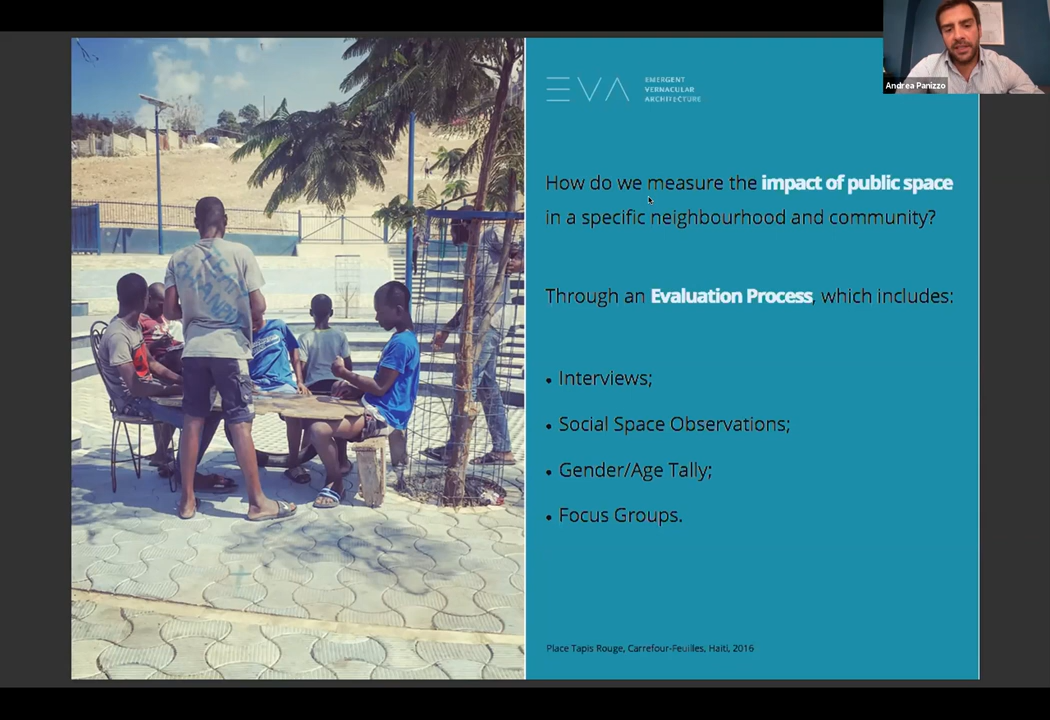 Andrea Panizzo
EVA
EMERGENT
VERNACULAR
ARCHITECTURE
How do we measure the impact of public space
in a specific neighbourhood and community?
Through an Evaluation Process, which includes:
• Interviews;
• Social Space Observations;
• Gender/Age Tally;
• Focus Groups.
Place Tapis Rouge, Carrefour-Feuilles, Haiti, 2016